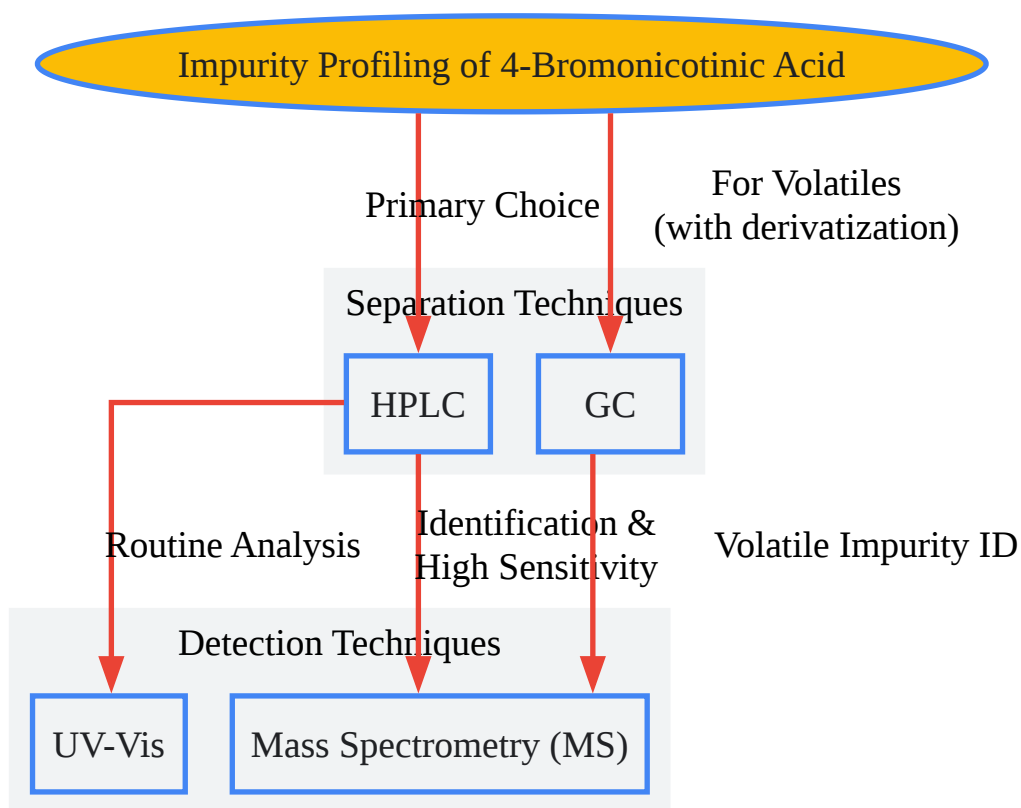 Impurity Profiling of 4-Bromonicotinic Acid
Primary Choice
For Volatiles
(with derivatization)
Separation Techniques
HPLC
GC
Routine Analysis
Identification &
High Sensitivity
Volatile Impurity ID
Detection Techniques
UV-Vis
Mass Spectrometry (MS)